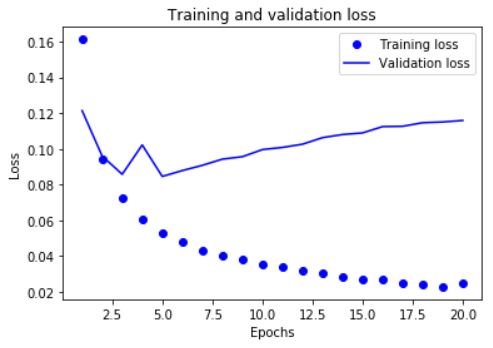 Training and validation loss
Training loss
Validation loss
Loss
0.16
0.14
0.12
0.10
0.08
0.06
0.04
0.02
2.5 5.0 7.5 10.0 12.5 15.0 17.5 20.0
Epochs